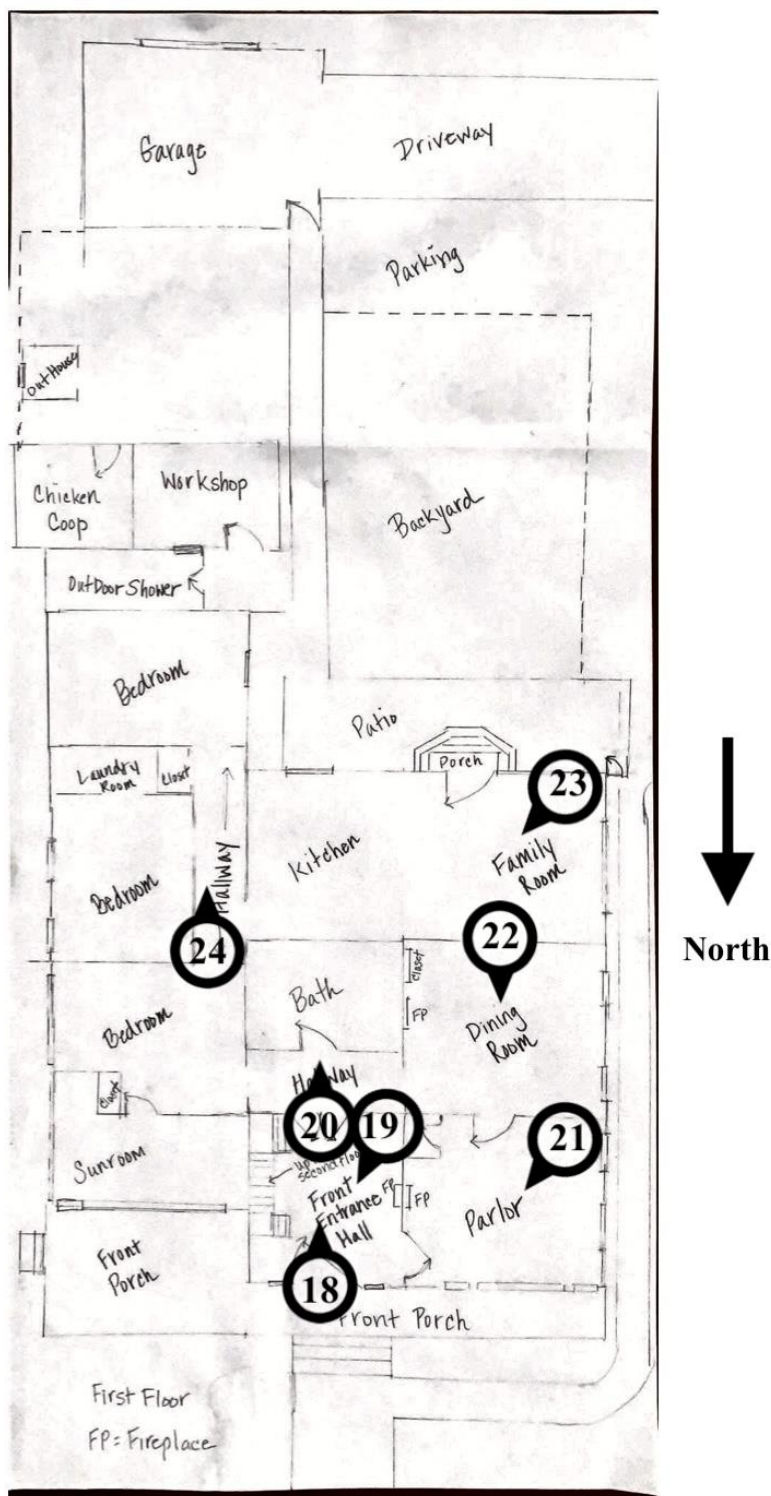 Garage
Driveway
Parking
OutHouse
Chicken
Coop
Workshop
OutDoor Shower
Backyard
Bedroom
Patio
Porch
Laundry
Room
Closet
23
Kitchen
Family
Room
Bedroom
Hallway
North
24
22
Bath
Closet
FP
Dining
Room
Bedroom
Closet
Hallway
20
19
21
up
second floor
Sunroom
Front
Entrance
Hall
FP
FP
Parlor
Front
Porch
18
Front Porch
First Floor
FP = Fireplace